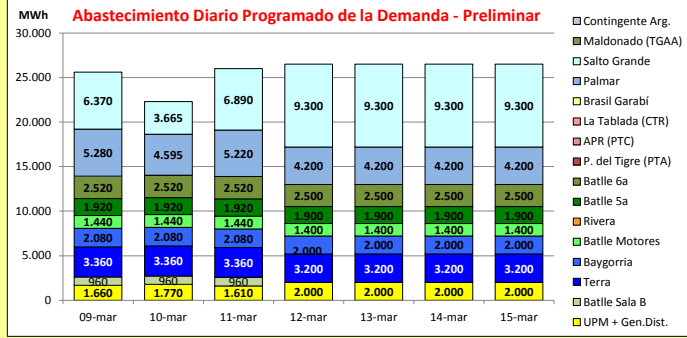 MWh
Abastecimiento Diario Programado de la Demanda - Preliminar
30.000
25.000
20.000
15.000
10.000
5.000
0
6.370
3.665
6.890
9.300
9.300
9.300
9.300
5.280
4.595
5.220
4.200
4.200
4.200
4.200
2.520
2.520
2.520
2.500
2.500
2.500
2.500
1.920
1.920
1.920
1.900
1.900
1.900
1.900
1.440
1.440
1.440
1.400
1.400
1.400
1.400
2.080
2.080
2.080
2.000
2.000
2.000
2.000
3.360
3.360
3.360
3.200
3.200
3.200
3.200
960
960
960
1.660
1.770
1.610
2.000
2.000
2.000
2.000
09-mar
10-mar
11-mar
12-mar
13-mar
14-mar
15-mar
Contingente Arg.
Maldonado (TGAA)
Salto Grande
Palmar
Brasil Garabí
La Tablada (CTR)
APR (PTC)
P. del Tigre (PTA)
Batlle 6a
Batlle 5a
Rivera
Batlle Motores
Baygorria
Terra
Batlle Sala B
UPM + Gen.Dist.